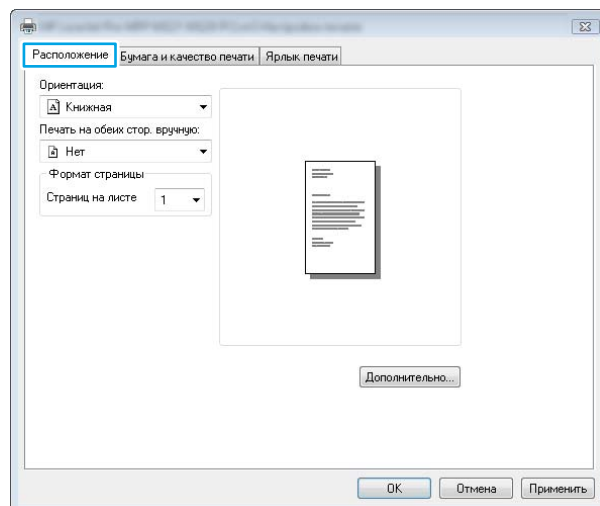 Расположение
Бумага и качество печати
Ярлык печати
Ориентация:
Книжная
Печать на обеих стор. вручную:
Нет
Формат страницы
Страниц на листе 1
Дополнительно...
OK Отмена Применить